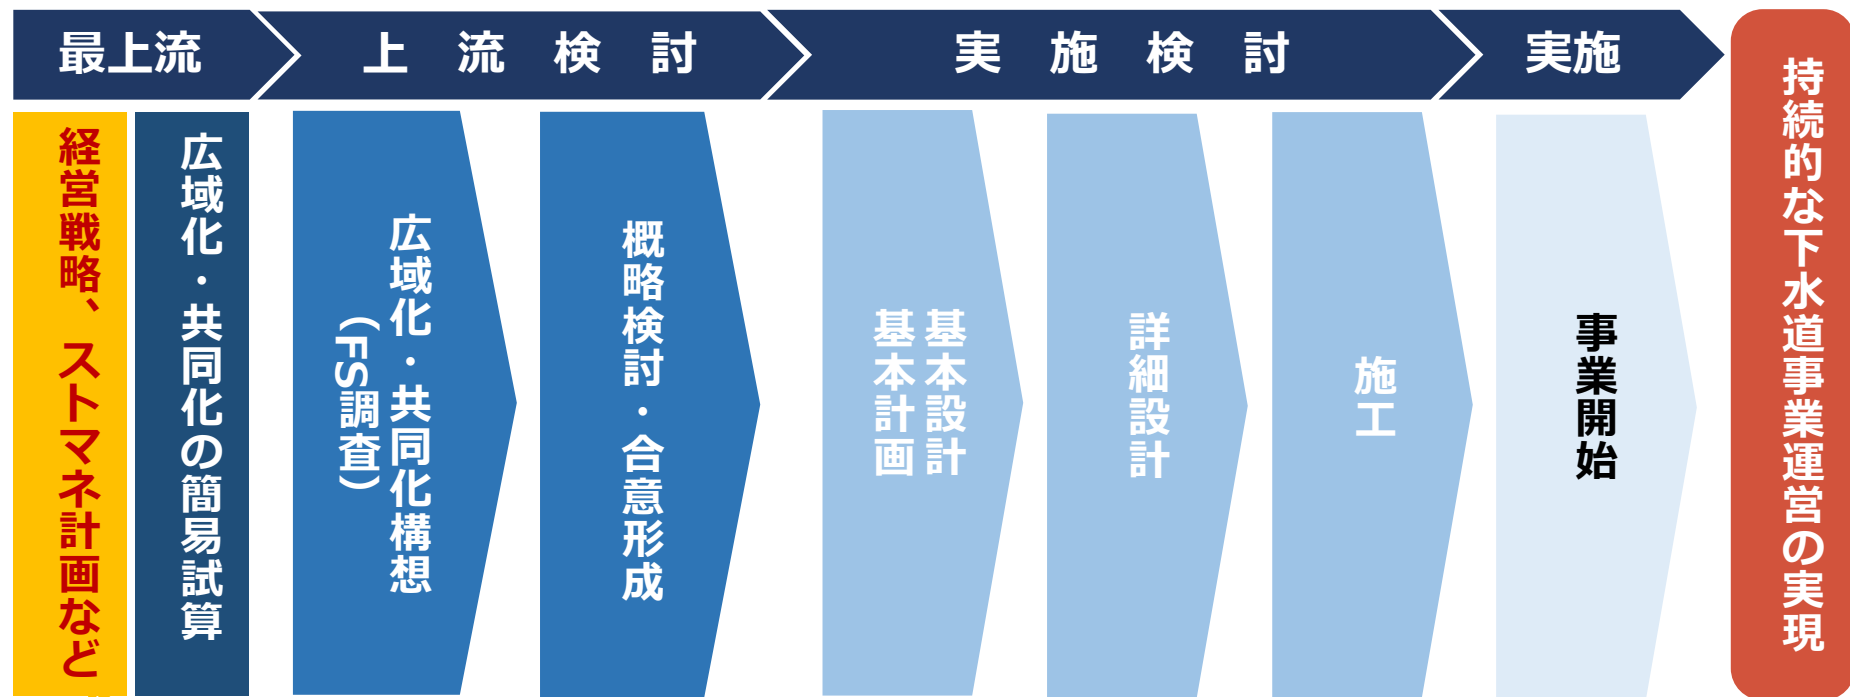 最上流
上流検討
実施検討
実施
経営戦略、ストマネ計画など
広域化・共同化の簡易試算
広域化・共同化構想
（FS調査）
概略検討・合意形成
基本設計
基本計画
詳細設計
施工
事業開始
持続的な下水道事業運営の実現